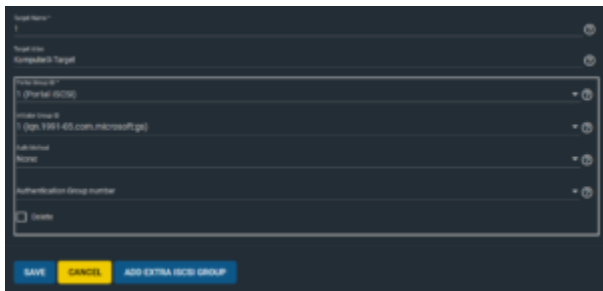 Target Name *
1
Target Alias
Komputerâ Target
Portal Group ID *
1 (Portal iSCSI)
Initiator Group ID
1 (iqn.1991-05.com.microsoft:gs)
Auth Method
None
Authentication Group number
Delete
SAVE
CANCEL
ADD EXTRA ISCSI GROUP